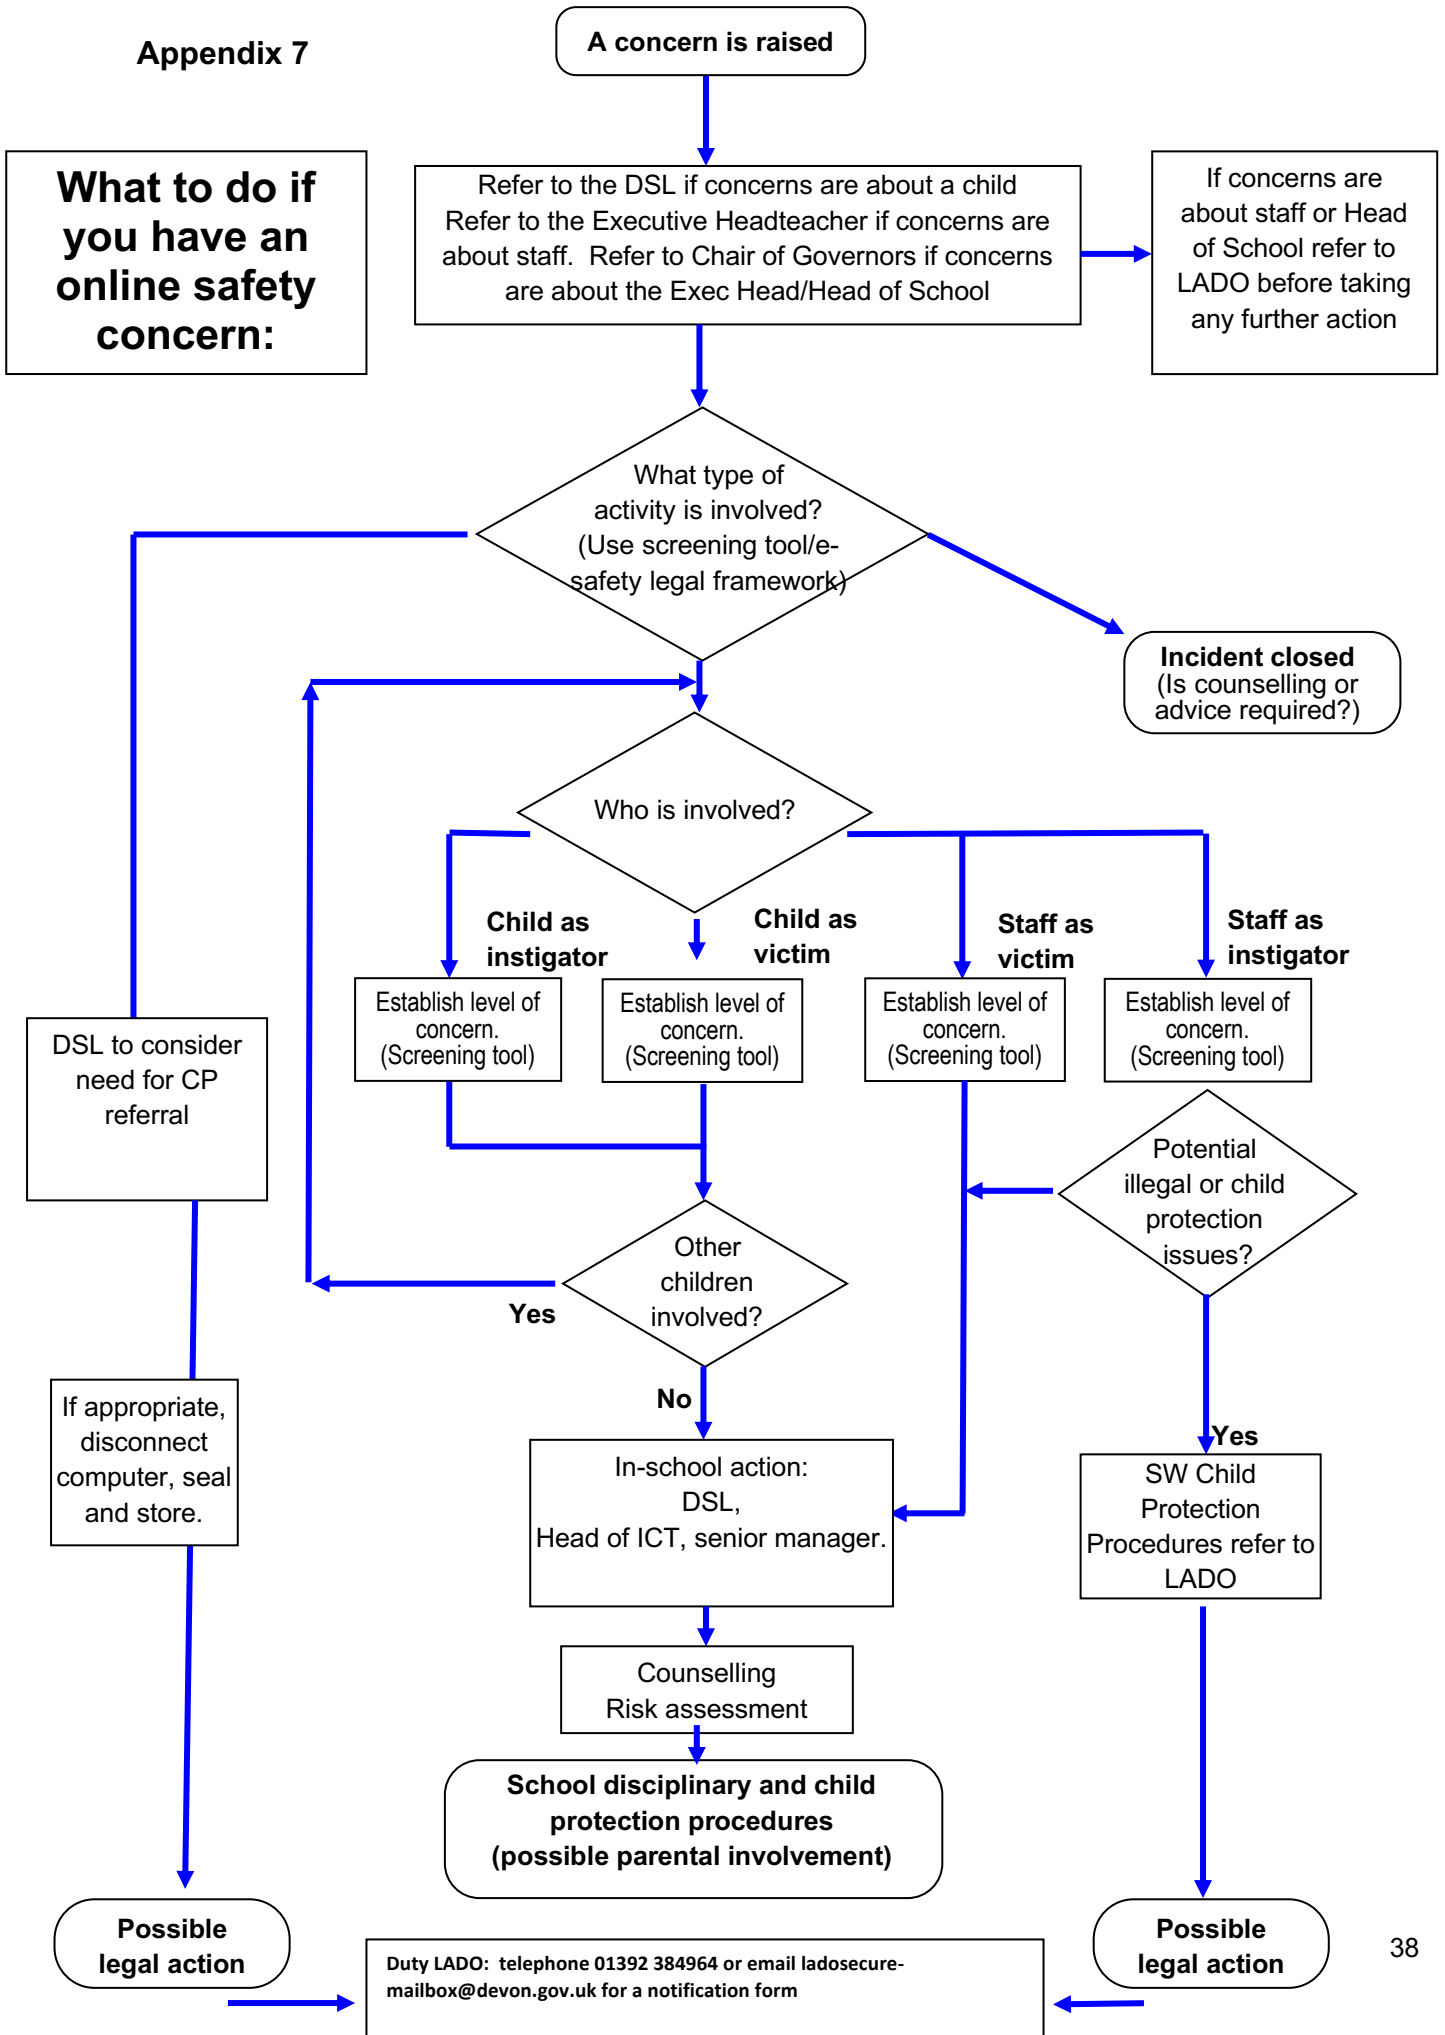 Appendix 7
A concern is raised
What to do if
you have an
online safety
concern:
Refer to the DSL if concerns are about a child
Refer to the Executive Headteacher if concerns are
about staff.  Refer to Chair of Governors if concerns
are about the Exec Head/Head of School
If concerns are
about staff or Head
of School refer to
LADO before taking
any further action
What type of
activity is involved?
(Use screening tool/e-
safety legal framework)
Incident closed
(Is counselling or
advice required?)
Who is involved?
Child as
instigator
Child as
victim
Staff as
victim
Staff as
instigator
Establish level of
concern.
(Screening tool)
Establish level of
concern.
(Screening tool)
Establish level of
concern.
(Screening tool)
Establish level of
concern.
(Screening tool)
DSL to consider
need for CP
referral
Potential
illegal or child
protection
issues?
Other
children
involved?
Yes
No
If appropriate,
disconnect
computer, seal
and store.
In-school action:
DSL,
Head of ICT, senior manager.
Yes
SW Child
Protection
Procedures refer to
LADO
Counselling
Risk assessment
School disciplinary and child
protection procedures
(possible parental involvement)
Possible
legal action
Possible
legal action
38
Duty LADO:  telephone 01392 384964 or email ladosecure-
mailbox@devon.gov.uk for a notification form